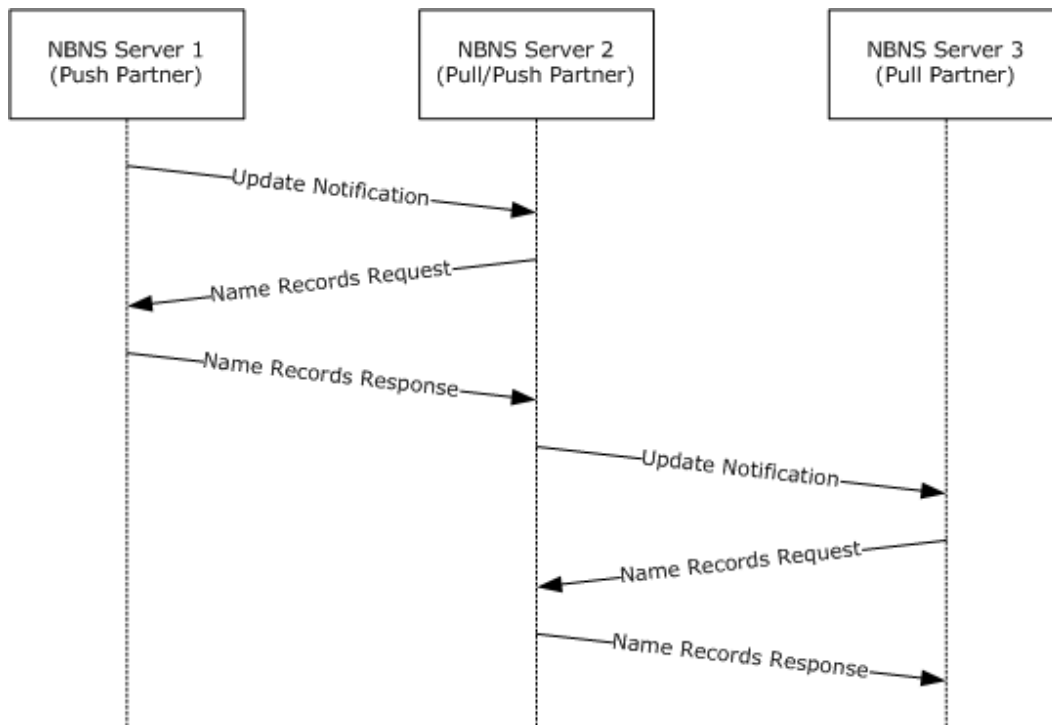 NBNS Server 1
(Push Partner)
NBNS Server 2
(Pull/Push Partner)
NBNS Server 3
(Pull Partner)
Update Notification
Name Records Request
Name Records Response
Update Notification
Name Records Request
Name Records Response